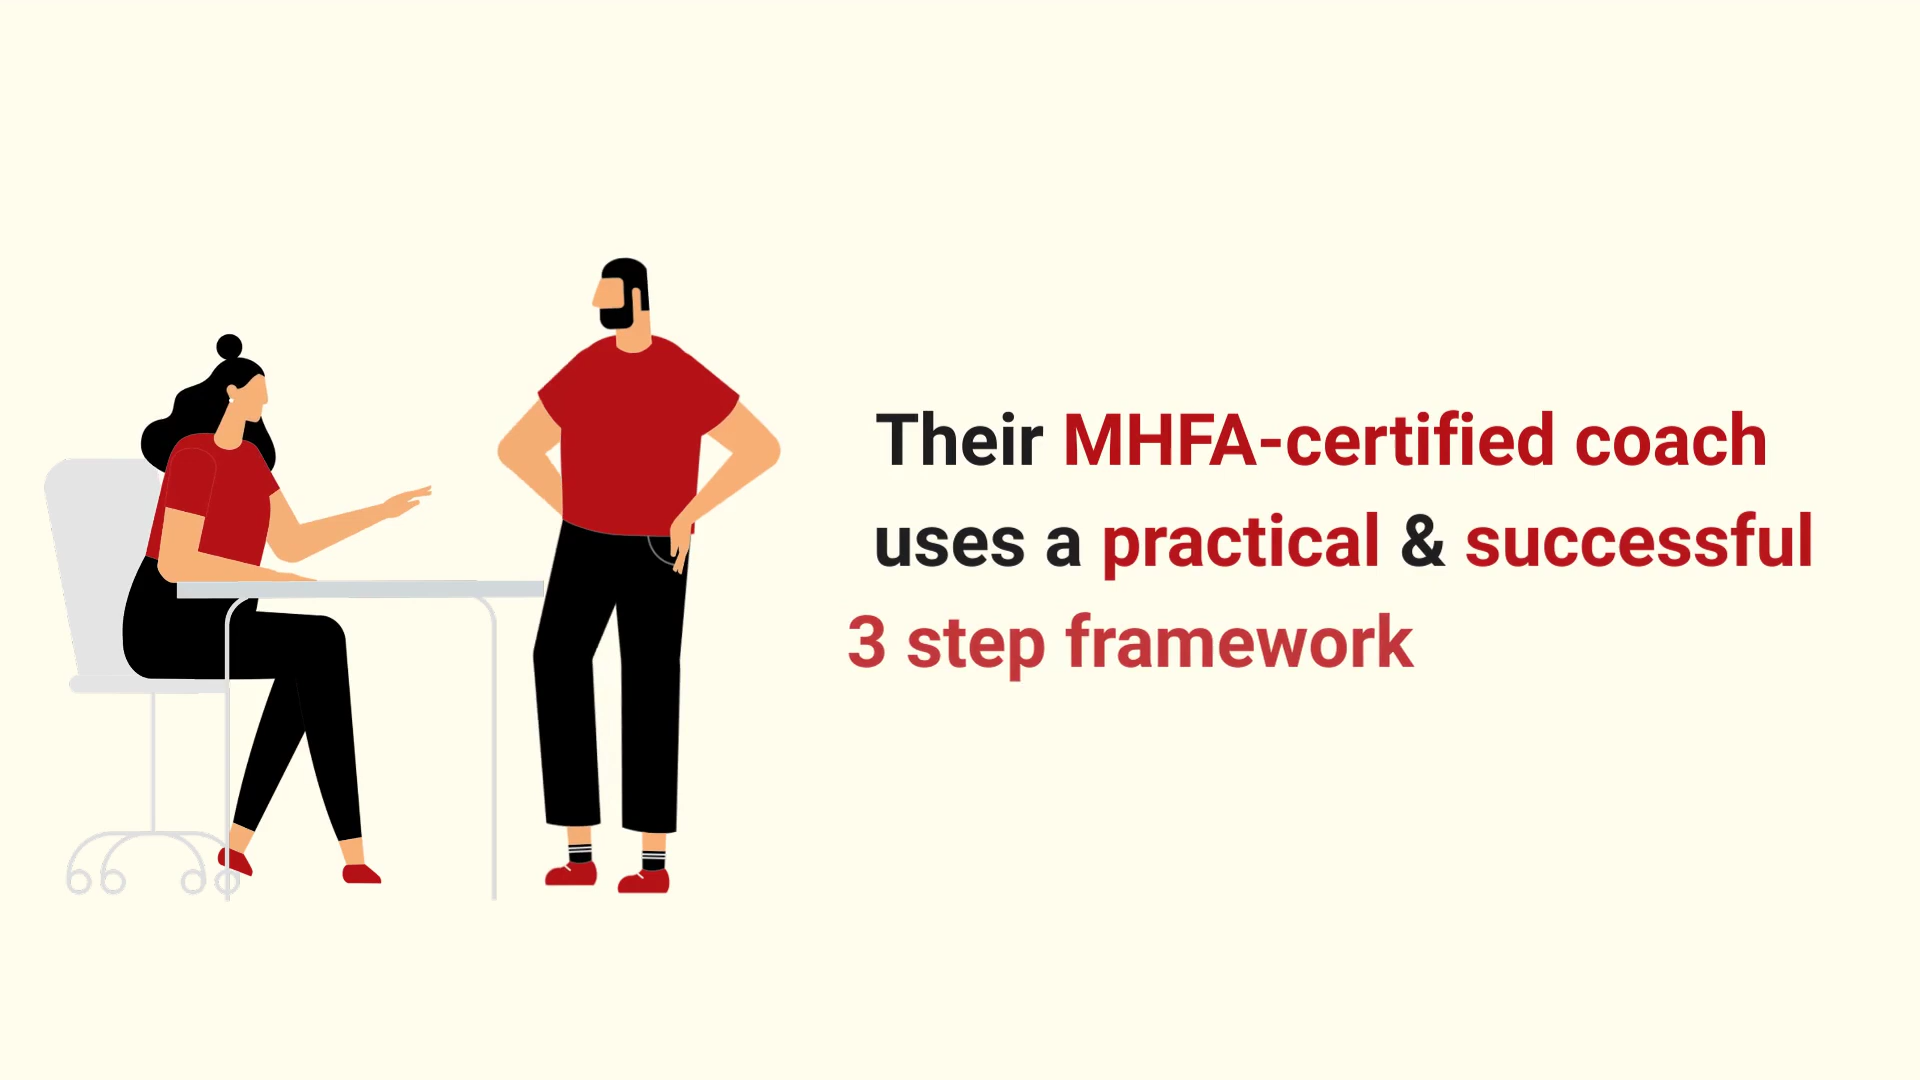 Their MHFA-certified coach
uses a practical & successful
3 step framework